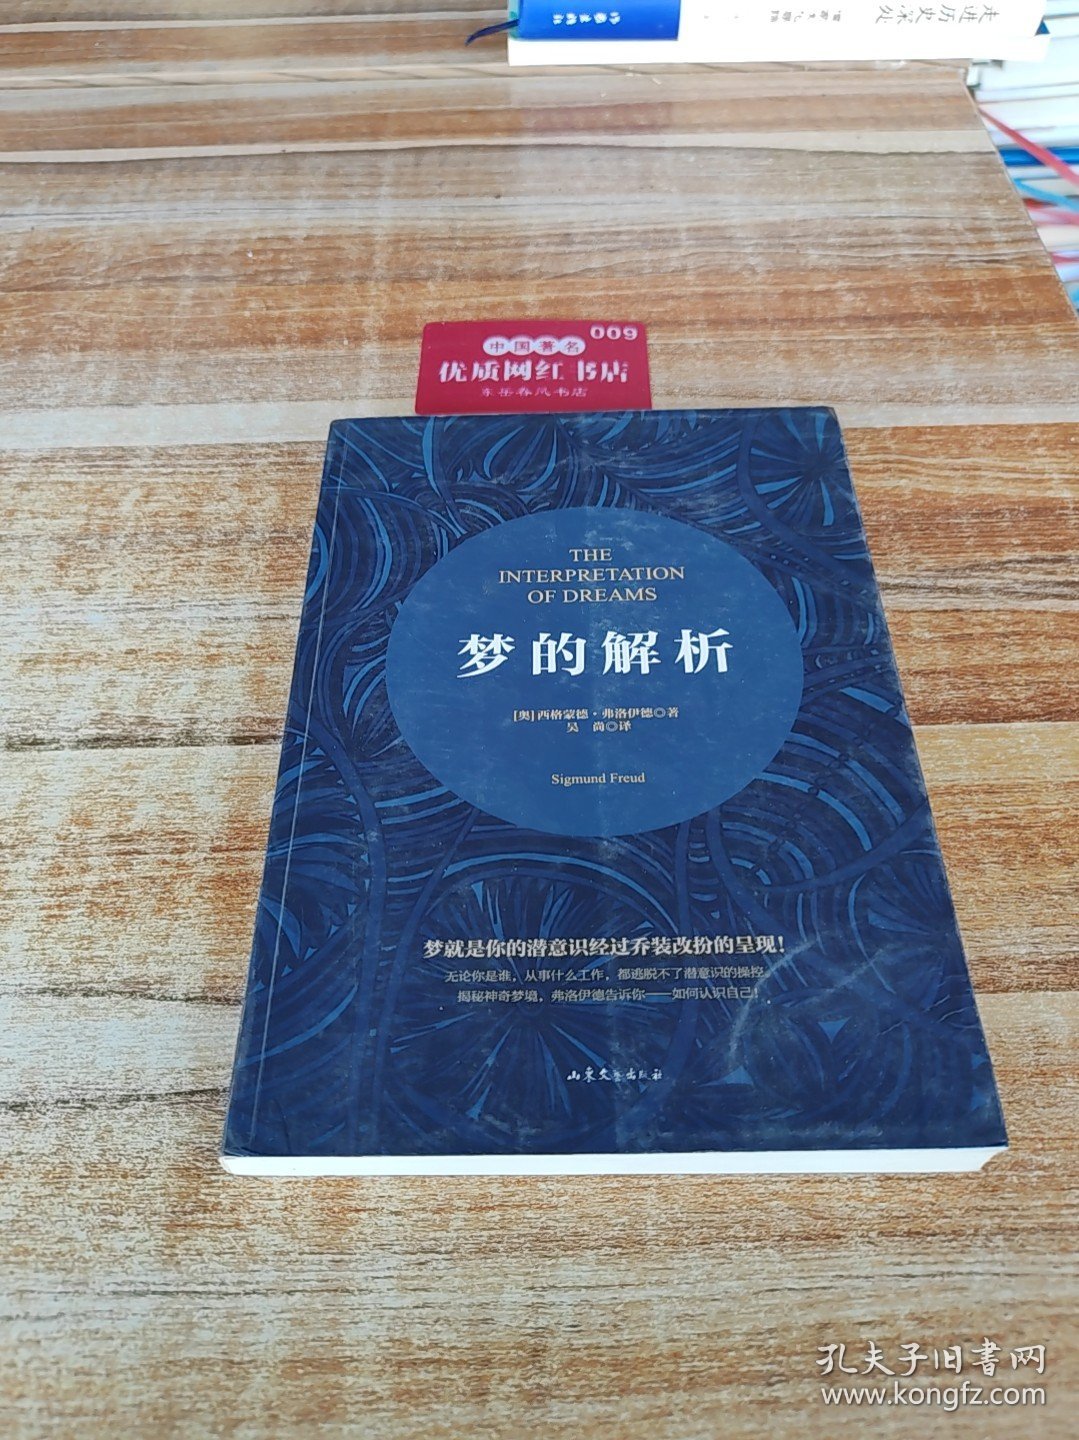 走进历史深处
009
中国著名
优质网红书店
东岳春风书店
THE
INTERPRETATION
OF DREAMS
梦的解析
[奥]西格蒙德·弗洛伊德◎著
吴尚◎译
Sigmund Freud
梦就是你的潜意识经过乔装改扮的呈现！
无论你是谁，从事什么工作，都逃脱不了潜意识的操控。
揭秘神奇梦境，弗洛伊德告诉你——如何认识自己！
山东文艺出版社
孔夫子旧书网
www.kongfz.com